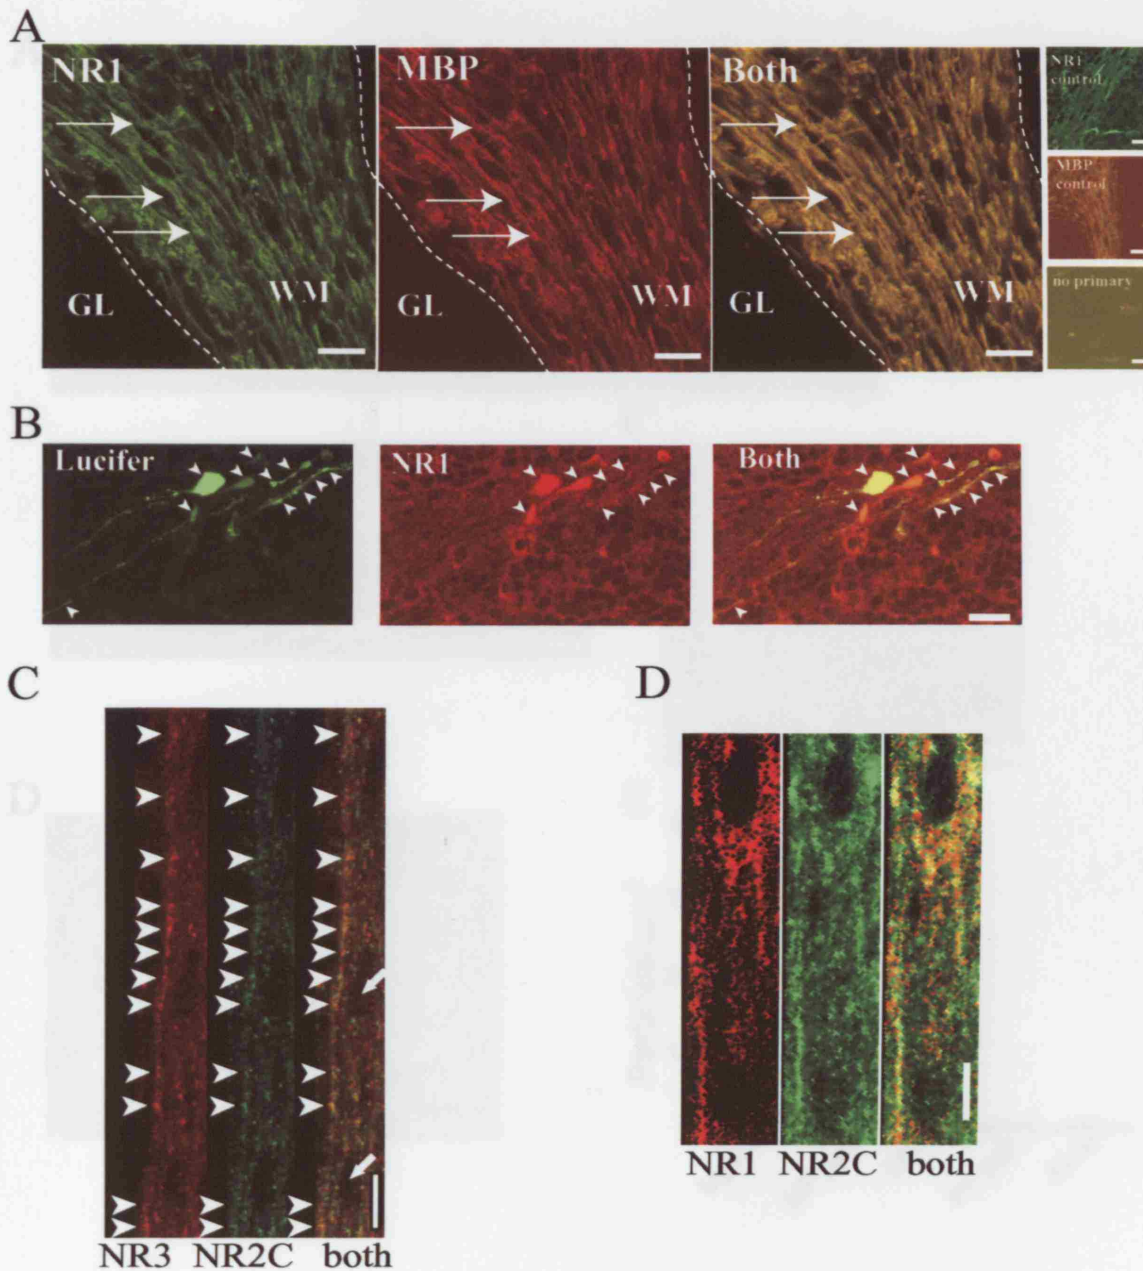 A
NR1
MBP
Both
NR1
control
MBP
control
no primary
GL
WM
GL
WM
GL
WM
B
Lucifer
NR1
Both
C
D
NR3
NR2C
both
NR1
NR2C
both